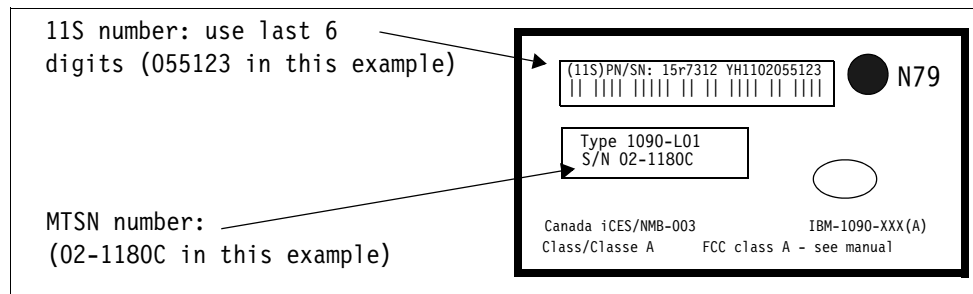 11S number: use last 6
digits (055123 in this example)
(11S)PN/SN: 15r7312 YH1102055123
N79
Type 1090-L01
S/N 02-1180C
MTSN number:
(02-1180C in this example)
Canada iCES/NMB-003 IBM-1090-XXX(A)
Class/Classe A FCC class A - see manual